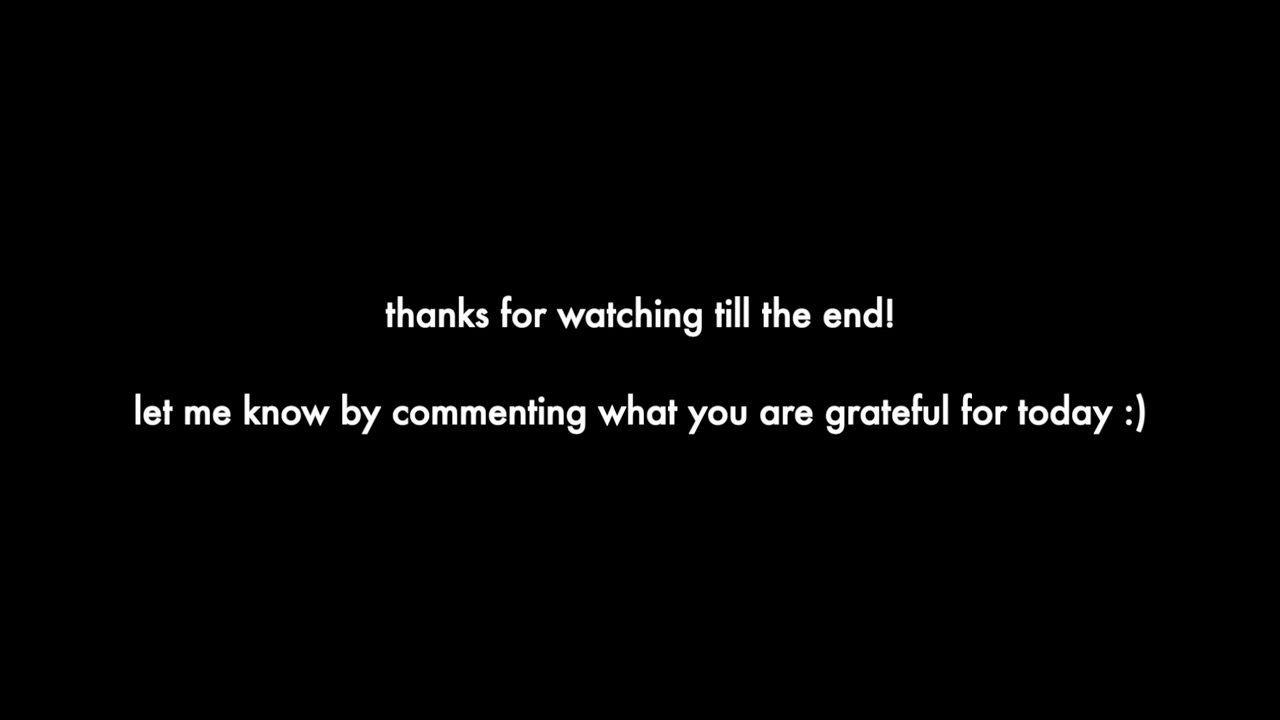 thanks for watching till the end!
let me know by commenting what you are grateful for today :)